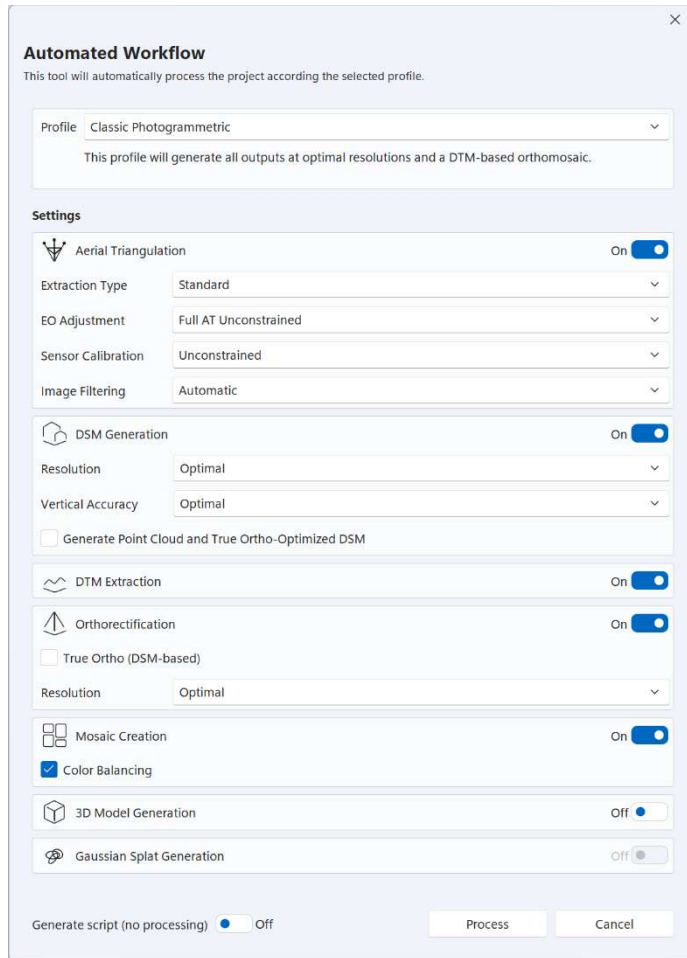 Automated Workflow
This tool will automatically process the project according the selected profile.
Profile Classic Photogrammetric
This profile will generate all outputs at optimal resolutions and a DTM-based orthomosaic.
Settings
Aerial Triangulation On
Extraction Type Standard
EO Adjustment Full AT Unconstrained
Sensor Calibration Unconstrained
Image Filtering Automatic
DSM Generation On
Resolution Optimal
Vertical Accuracy Optimal
Generate Point Cloud and True Ortho-Optimized DSM
DTM Extraction On
Orthorectification On
True Ortho (DSM-based)
Resolution Optimal
Mosaic Creation On
Color Balancing
3D Model Generation Off
Gaussian Splat Generation Off
Generate script (no processing) Off Process Cancel